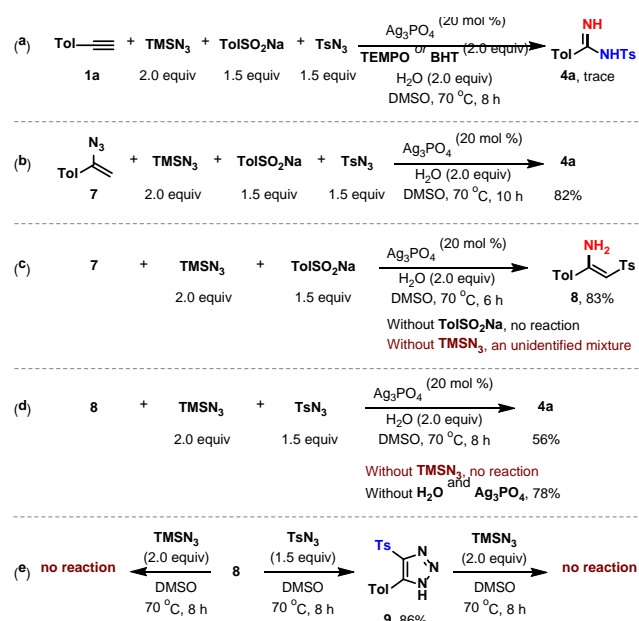 (a) Tol + TMSN3 + TolSO2Na + TsN3 Ag3PO4 (20 mol %) NH
TEMPO or BHT (2.0 equiv) Tol NHTs
1a 2.0 equiv 1.5 equiv 1.5 equiv H2O (2.0 equiv) 4a, trace
DMSO, 70 °C, 8 h
(b) N3 + TMSN3 + TolSO2Na + TsN3 Ag3PO4 (20 mol %) 4a
Tol H2O (2.0 equiv)
7 2.0 equiv 1.5 equiv 1.5 equiv DMSO, 70 °C, 10 h 82%
(c) 7 + TMSN3 + TolSO2Na Ag3PO4 (20 mol %) NH2
H2O (2.0 equiv) Tol Ts
2.0 equiv 1.5 equiv DMSO, 70 °C, 6 h 8, 83%
Without TolSO2Na, no reaction
Without TMSN3, an unidentified mixture
(d) 8 + TMSN3 + TsN3 Ag3PO4 (20 mol %) 4a
H2O (2.0 equiv)
2.0 equiv 1.5 equiv DMSO, 70 °C, 8 h 56%
Without TMSN3, no reaction
Without H2O and Ag3PO4, 78%
(e) no reaction TMSN3 8 TsN3 Ts N N N H Tol TMSN3 no reaction
(2.0 equiv) (1.5 equiv) (2.0 equiv)
DMSO DMSO DMSO
70 °C, 8 h 70 °C, 8 h 70 °C, 8 h
9, 86%